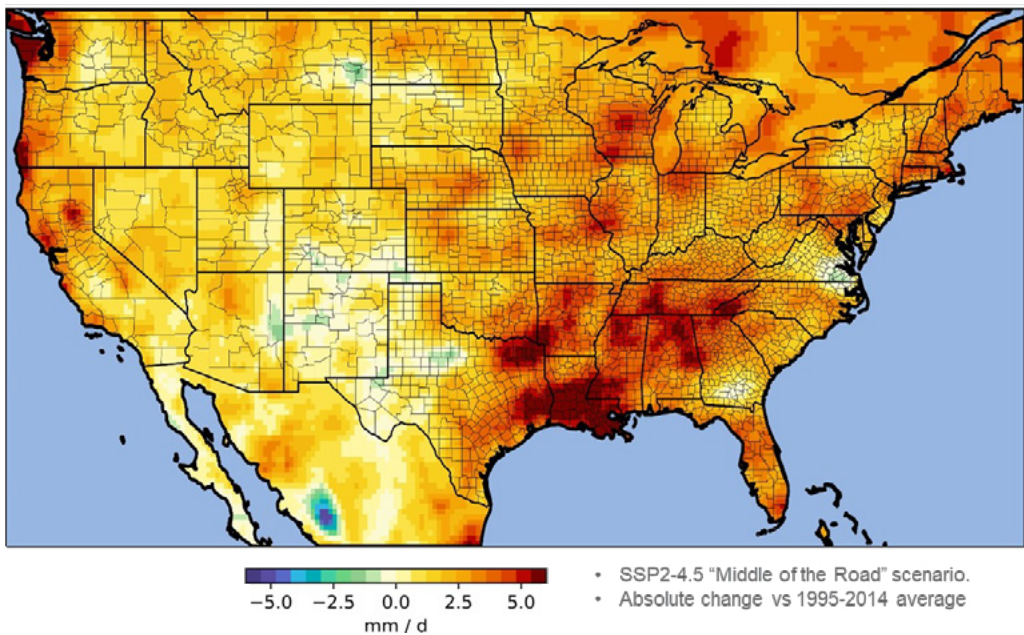 −5.0 −2.5 0.0 2.5 5.0
mm / d
• SSP2-4.5 “Middle of the Road” scenario.
• Absolute change vs 1995-2014 average